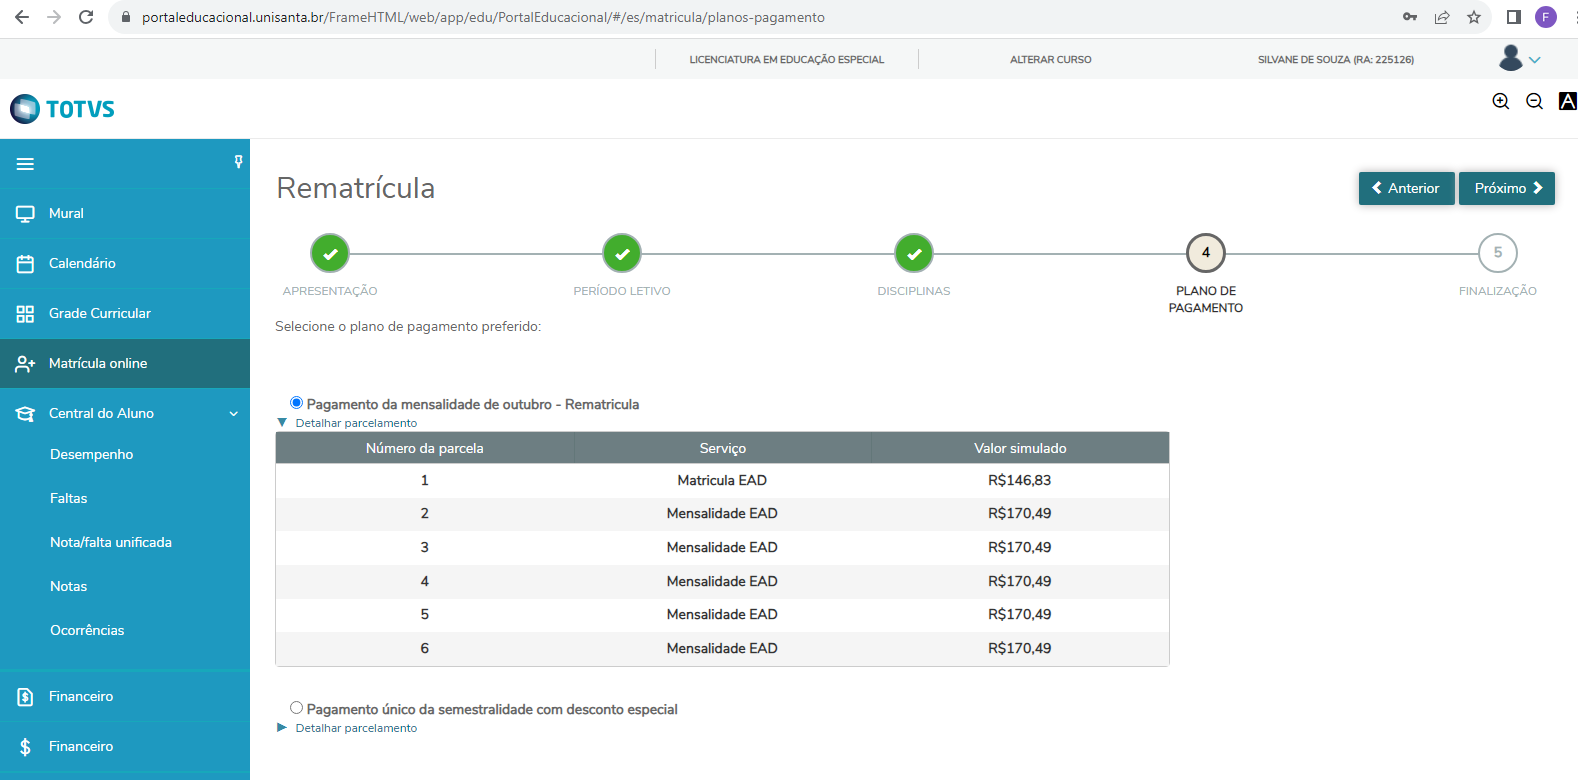 portaleducacional.unisanta.br/FrameHTML/web/app/edu/PortalEducacional/#/es/matricula/planos-pagamento
F
LICENCIATURA EM EDUCAÇÃO ESPECIAL
ALTERAR CURSO
SILVANE DE SOUZA (RA: 225126)
TOTVS
A
Mural
Calendário
Grade Curricular
Matrícula online
Central do Aluno
Desempenho
Faltas
Nota/falta unificada
Notas
Ocorrências
Financeiro
Financeiro
Rematrícula
Anterior
Próximo
APRESENTAÇÃO
PERÍODO LETIVO
DISCIPLINAS
4
PLANO DE
PAGAMENTO
5
FINALIZAÇÃO
Selecione o plano de pagamento preferido:
Pagamento da mensalidade de outubro - Rematricula
Detalhar parcelamento
Número da parcela Serviço Valor simulado
1 Matricula EAD R$146,83
2 Mensalidade EAD R$170,49
3 Mensalidade EAD R$170,49
4 Mensalidade EAD R$170,49
5 Mensalidade EAD R$170,49
6 Mensalidade EAD R$170,49
Pagamento único da semestralidade com desconto especial
Detalhar parcelamento